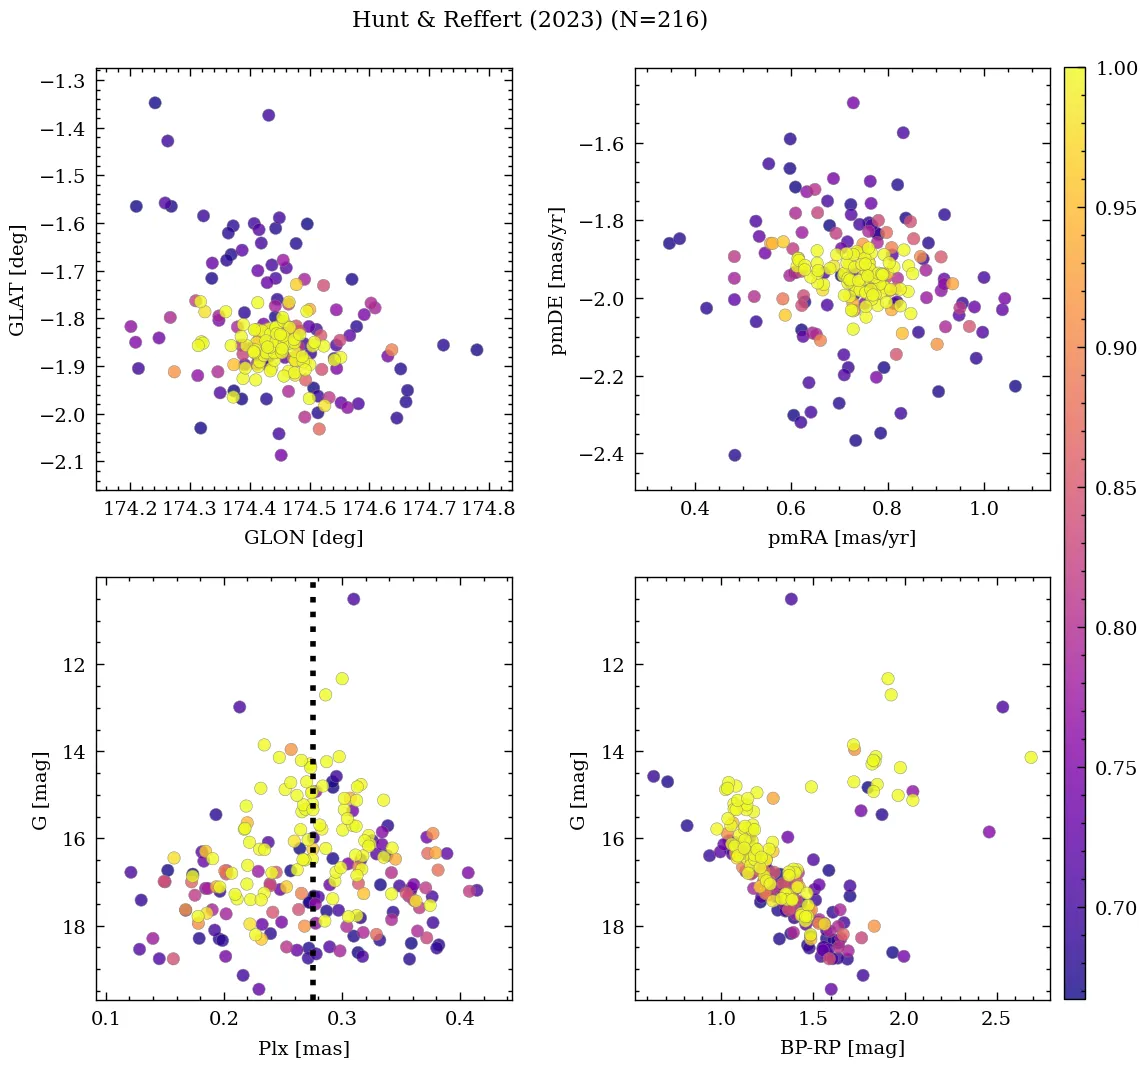 Hunt & Reffert (2023) (N=216)
−1.3
−1.4
−1.5
−1.6
−1.7
−1.8
−1.9
−2.0
−2.1
GLAT [deg]
174.2 174.3 174.4 174.5 174.6 174.7 174.8
GLON [deg]
−1.6
−1.8
−2.0
−2.2
−2.4
pmDE [mas/yr]
0.4 0.6 0.8 1.0
pmRA [mas/yr]
12
14
16
18
G [mag]
0.1 0.2 0.3 0.4
Plx [mas]
12
14
16
18
G [mag]
1.0 1.5 2.0 2.5
BP-RP [mag]
1.00
0.95
0.90
0.85
0.80
0.75
0.70